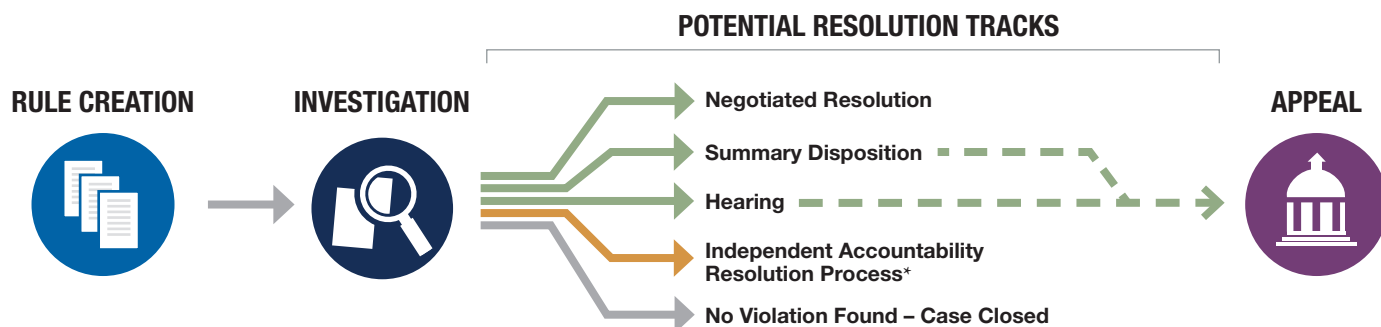 POTENTIAL RESOLUTION TRACKS
RULE CREATION
INVESTIGATION
Negotiated Resolution
Summary Disposition
Hearing
Independent Accountability
Resolution Process*
No Violation Found – Case Closed
APPEAL